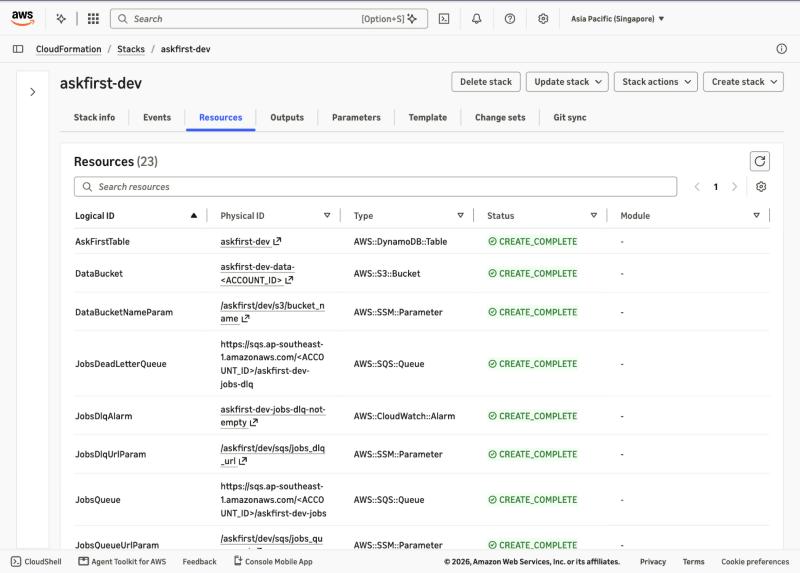 aws
Search [Option+S]
Asia Pacific (Singapore)
CloudFormation / Stacks / askfirst-dev
askfirst-dev
Delete stack Update stack Stack actions Create stack
Stack info Events Resources Outputs Parameters Template Change sets Git sync
Resources (23)
Search resources
1
Logical ID Physical ID Type Status Module
AskFirstTable askfirst-dev AWS::DynamoDB::Table CREATE_COMPLETE -
askfirst-dev-data-
DataBucket <ACCOUNT_ID> AWS::S3::Bucket CREATE_COMPLETE -
/askfirst/dev/s3/bucket_n
DataBucketNameParam ame AWS::SSM::Parameter CREATE_COMPLETE -
https://sqs.ap-southeast-
1.amazonaws.com/<ACCO
JobsDeadLetterQueue UNT_ID>/askfirst-dev- AWS::SQS::Queue CREATE_COMPLETE -
jobs-dlq
askfirst-dev-jobs-dlq-not-
JobsDlqAlarm empty AWS::CloudWatch::Alarm CREATE_COMPLETE -
/askfirst/dev/sqs/jobs_dlq
JobsDlqUrlParam _url AWS::SSM::Parameter CREATE_COMPLETE -
https://sqs.ap-southeast-
JobsQueue 1.amazonaws.com/<ACCO AWS::SQS::Queue CREATE_COMPLETE -
UNT_ID>/askfirst-dev-jobs
/askfirst/dev/sqs/jobs_qu
JobsQueueUrlParam AWS::SSM::Parameter CREATE_COMPLETE -
CloudShell Agent Toolkit for AWS Feedback Console Mobile App © 2026, Amazon Web Services, Inc. or its affiliates. Privacy Terms Cookie preferences